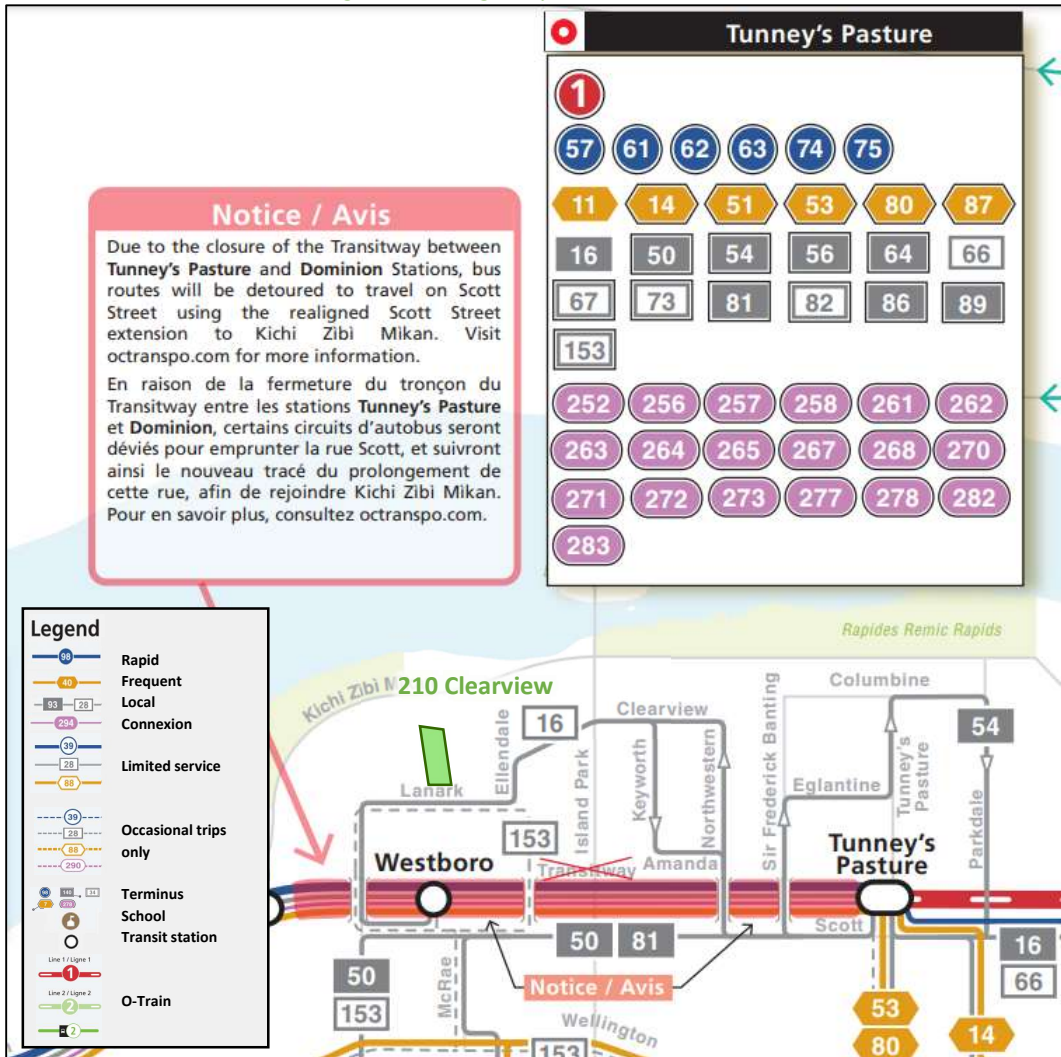 Tunney's Pasture
1
57 61 62 63 74 75
11 14 51 53 80 87
16 50 54 56 64 66
67 73 81 82 86 89
153
252 256 257 258 261 262
263 264 265 267 268 270
271 272 273 277 278 282
283
Notice / Avis
Due to the closure of the Transitway between
Tunney's Pasture and Dominion Stations, bus
routes will be detoured to travel on Scott
Street using the realigned Scott Street
extension to Kichi Zìbì Mìkan. Visit
octranspo.com for more information.
En raison de la fermeture du tronçon du
Transitway entre les stations Tunney's Pasture
et Dominion, certains circuits d'autobus seront
déviés pour emprunter la rue Scott, et suivront
ainsi le nouveau tracé du prolongement de
cette rue, afin de rejoindre Kichi Zìbì Mìkan.
Pour en savoir plus, consultez octranspo.com.
Legend
98 Rapid
40 Frequent
93 28 Local
294 Connexion
39
28 Limited service
88
39
28 Occasional trips
88 only
290
Terminus
School
Transit station
Line 1 / Ligne 1
1
Line 2 / Ligne 2
2 O-Train
2
Rapides Remic Rapids
Kichi Zìbì M
210 Clearview
Columbine
Clearview
16
54
Ellendale
Island Park
Keyworth
Northwestern
Sir Frederick Banting
Tunney's
Pasture
Parkdale
Lanark
Eglantine
153
Westboro
Transitway
Amanda
Tunney's
Pasture
Scott
50 81
16
66
50
153
McRae
Notice / Avis
Wellington
153
53
80
14